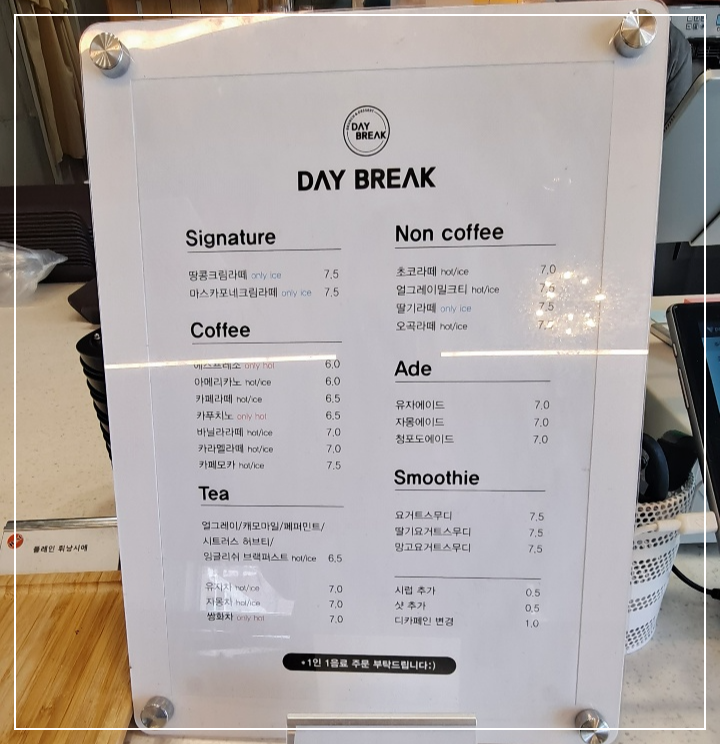 DAY
BREAK
DAY BREAK
Signature
땅콩크림라떼 only ice 7.5
마스카포네크림라떼 only ice 7.5
Coffee
에스프레소 only hot 6.0
아메리카노 hot/ice 6.0
카페라떼 hot/ice 6.5
카푸치노 only hot 6.5
바닐라라떼 hot/ice 7.0
카라멜라떼 hot/ice 7.0
카페모카 hot/ice 7.5
Tea
얼그레이/캐모마일/페퍼민트/
시트러스 허브티/
잉글리쉬 브랙퍼스트 hot/ice 6.5
유자차 hot/ice 7.0
자몽차 hot/ice 7.0
쌍화차 only hot 7.0
Non coffee
초코라떼 hot/ice 7.0
얼그레이밀크티 hot/ice 7.5
딸기라떼 only ice 7.5
오곡라떼 hot/ice
Ade
유자에이드 7.0
자몽에이드 7.0
청포도에이드 7.0
Smoothie
요거트스무디 7.5
딸기요거트스무디 7.5
망고요거트스무디 7.5
시럽 추가 0.5
샷 추가 0.5
디카페인 변경 1.0
•1인 1음료 주문 부탁드립니다:)
플레인 휘낭시에